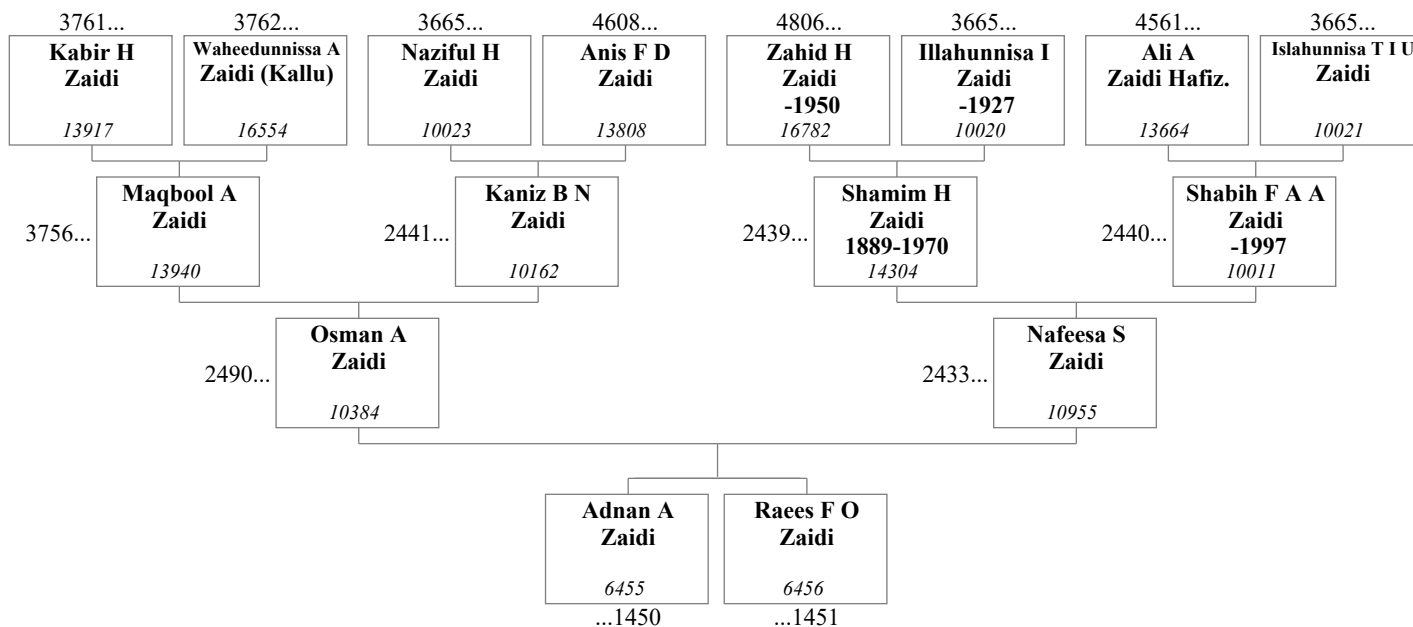 3761...
3762...
3665...
4608...
4806...
3665...
4561...
3665...
Kabir H
Zaidi
13917
Waheedunnissa A
Zaidi (Kallu)
16554
Naziful H
Zaidi
10023
Anis F D
Zaidi
13808
Zahid H
Zaidi
-1950
16782
Illahunnisa I
Zaidi
-1927
10020
Ali A
Zaidi Hafiz.
13664
Islahunnisa T I U
Zaidi
10021
3756...
Maqbool A
Zaidi
13940
2441...
Kaniz B N
Zaidi
10162
2439...
Shamim H
Zaidi
1889-1970
14304
2440...
Shabih F A A
Zaidi
-1997
10011
2490...
Osman A
Zaidi
10384
2433...
Nafeesa S
Zaidi
10955
Adnan A
Zaidi
6455
...1450
Raees F O
Zaidi
6456
...1451